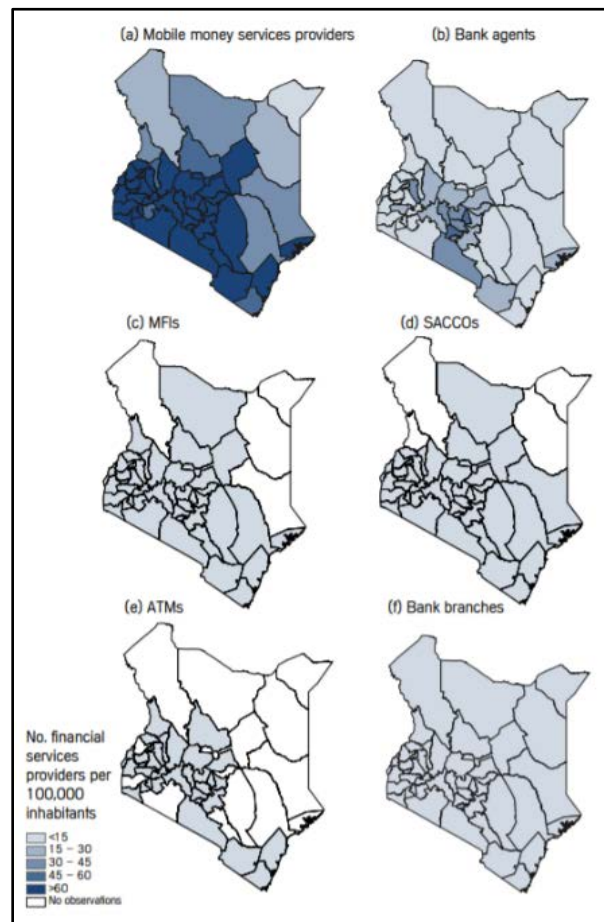 (a) Mobile money services providers
(b) Bank agents
(c) MFIs
(d) SACCOs
(e) ATMs
(f) Bank branches
No. financial
services
providers per
100,000
inhabitants
<15
15 – 30
30 – 45
45 – 60
>60
No observations